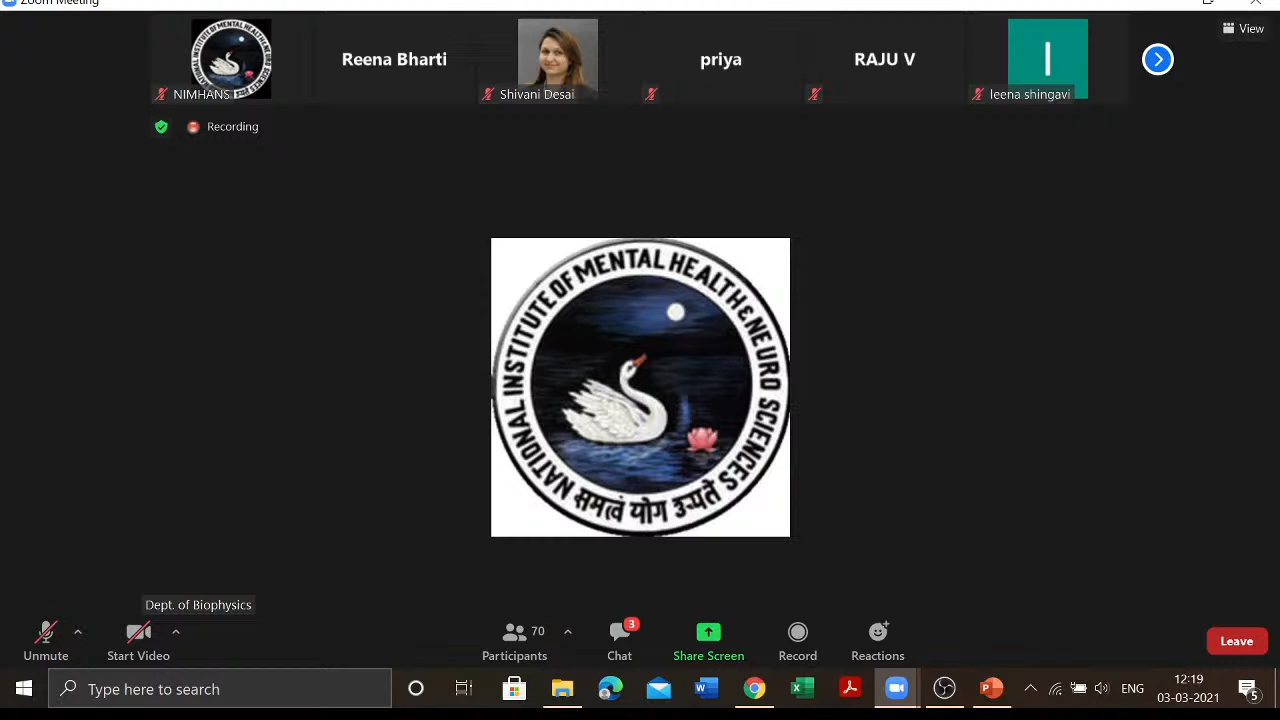 Zoom Meeting
View
NIMHANS
Reena Bharti
Shivani Desai
priya
RAJU V
l
leena shingavi
Recording
NATIONAL INSTITUTE OF MENTAL HEALTH & NEURO SCIENCES
समत्वं योग उच्यते
Dept. of Biophysics
Unmute
Start Video
70
Participants
3
Chat
Share Screen
Record
Reactions
Leave
Type here to search
ENG
12:19
03-03-2021
5